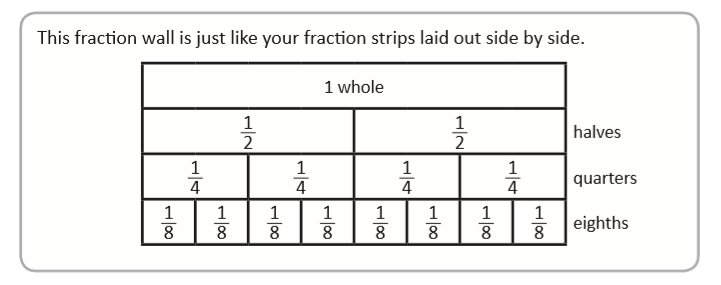 This fraction wall is just like your fraction strips laid out side by side.
1 whole
1/2 1/2 halves
1/4 1/4 1/4 1/4 quarters
1/8 1/8 1/8 1/8 1/8 1/8 1/8 1/8 eighths